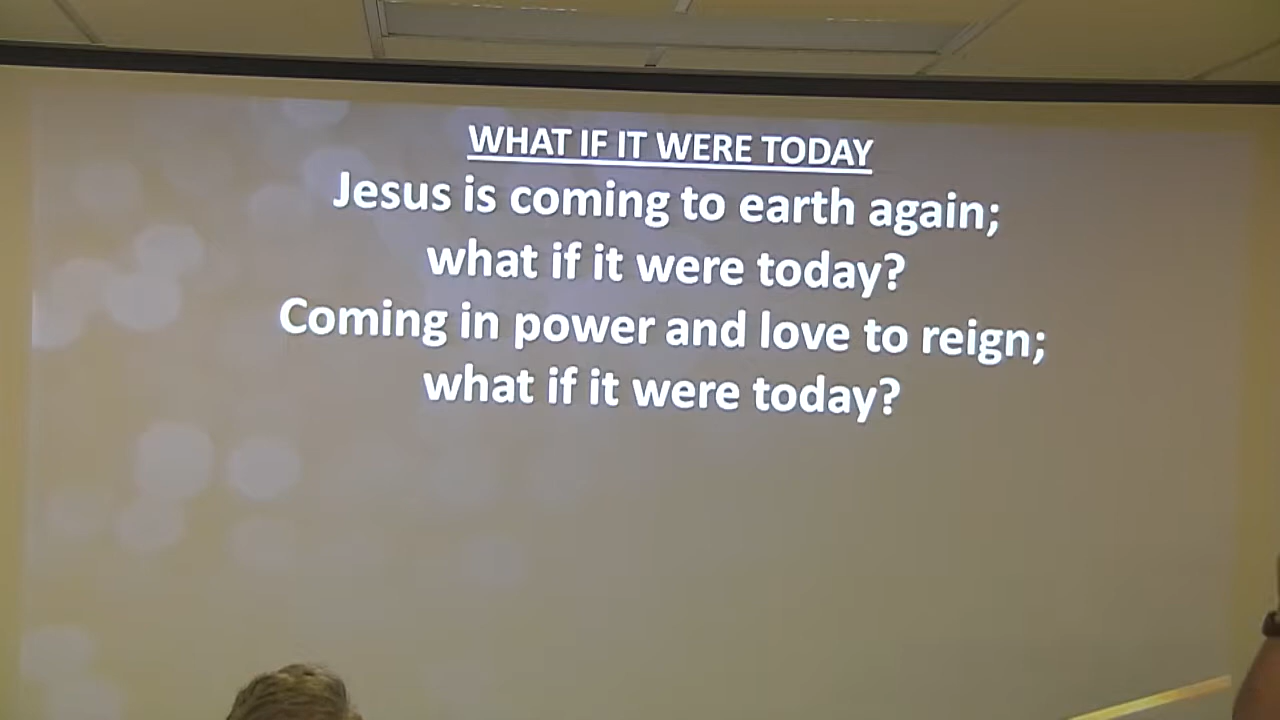 WHAT IF IT WERE TODAY
Jesus is coming to earth again;
what if it were today?
Coming in power and love to reign;
what if it were today?